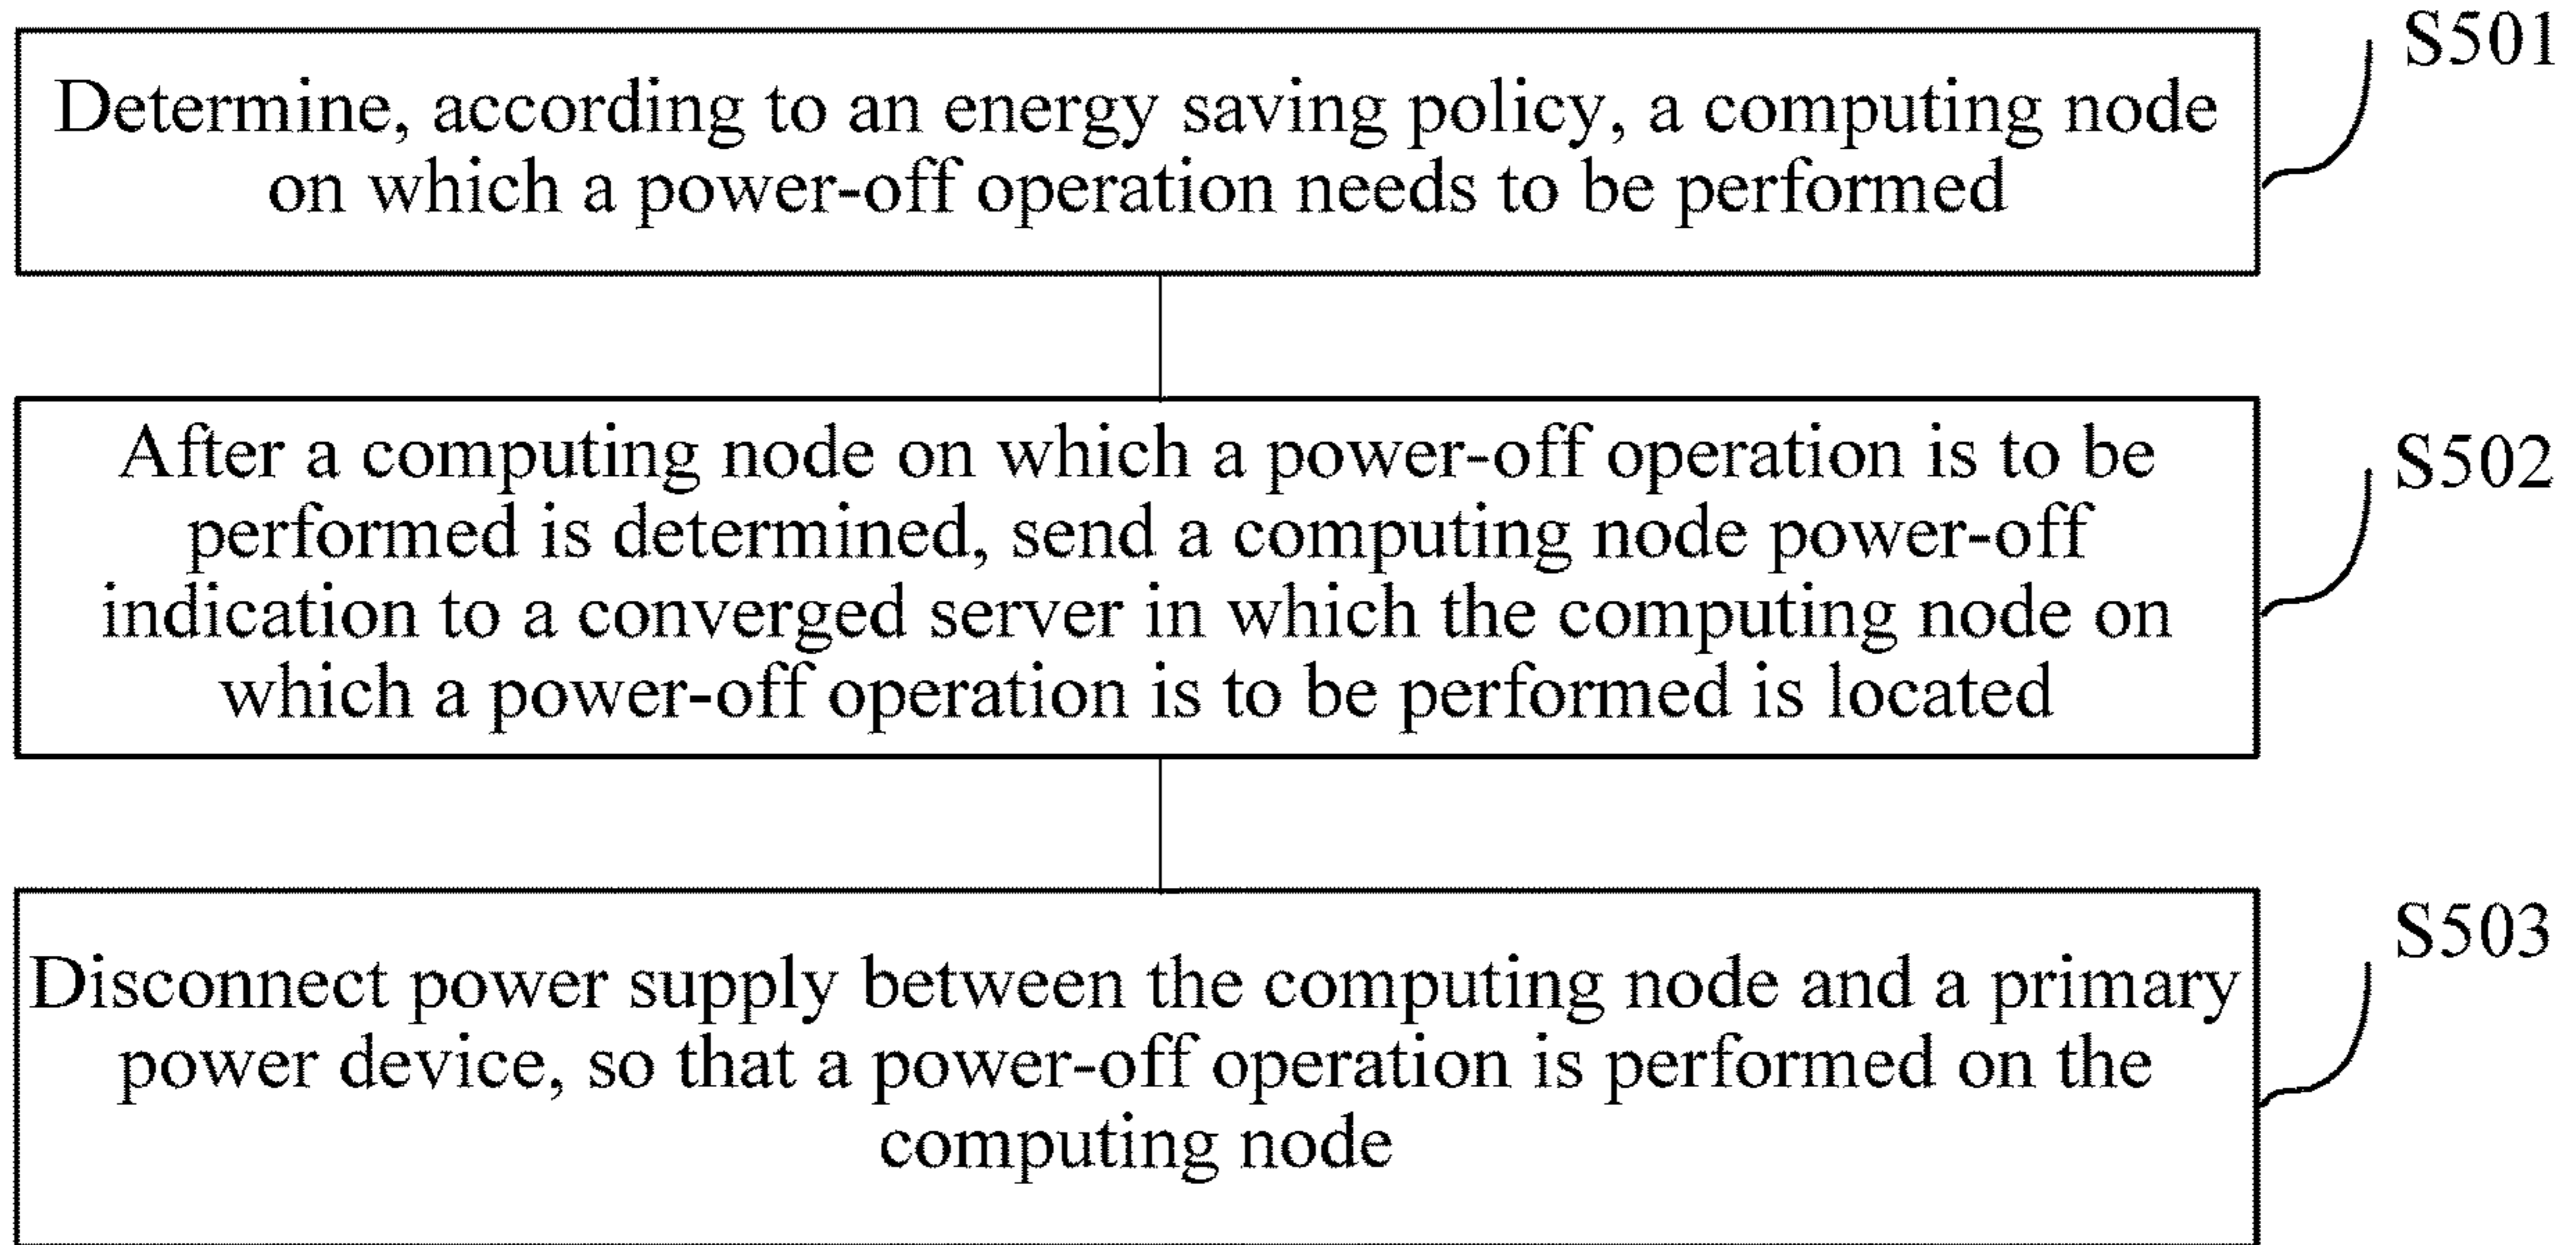 S501
Determine, according to an energy saving policy, a computing node
on which a power-off operation needs to be performed
S502
After a computing node on which a power-off operation is to be
performed is determined, send a computing node power-off
indication to a converged server in which the computing node on
which a power-off operation is to be performed is located
S503
Disconnect power supply between the computing node and a primary
power device, so that a power-off operation is performed on the
computing node